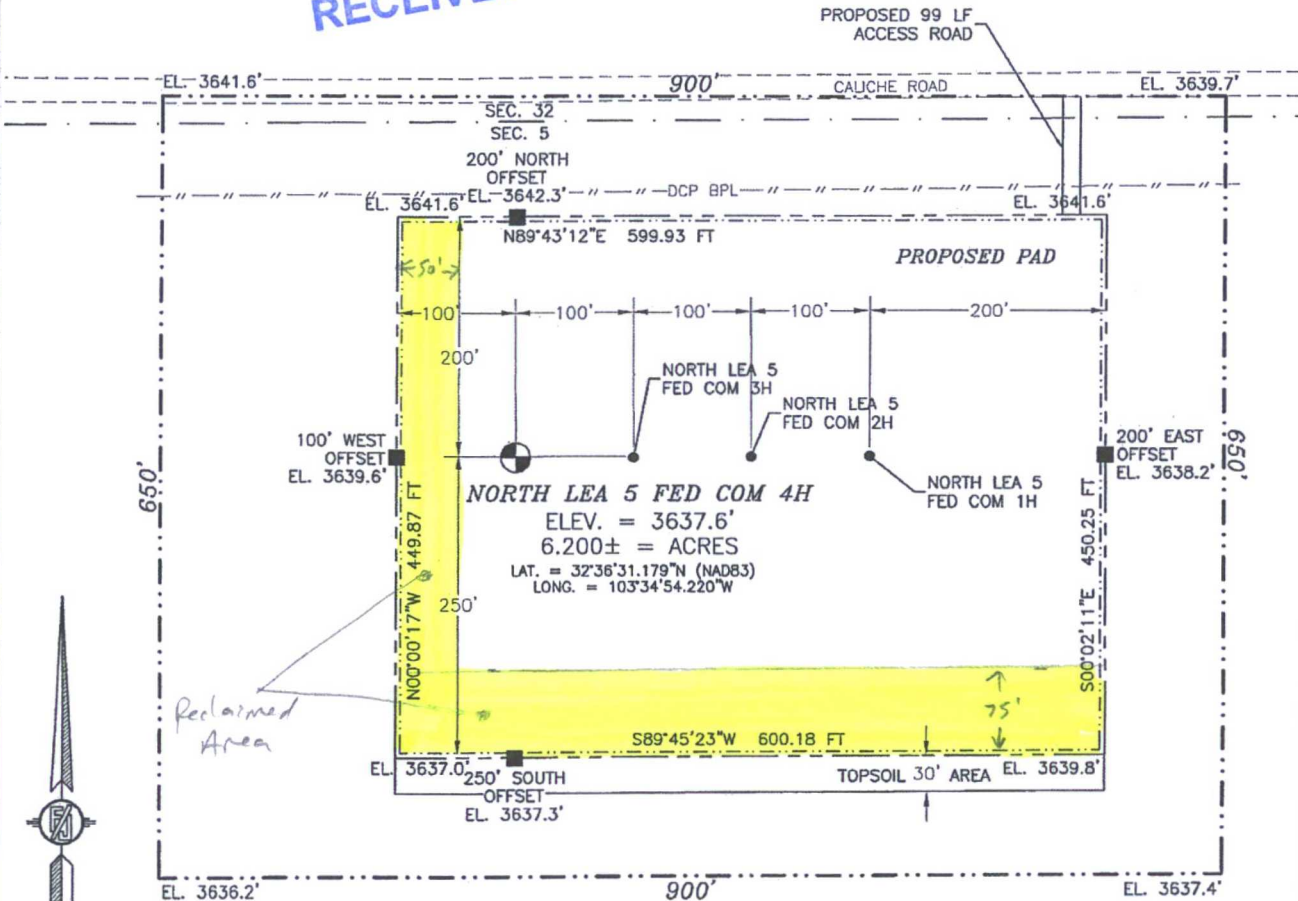 RECEIVE
PROPOSED 99 LF
ACCESS ROAD
EL. 3641.6'
900'
CALICHE ROAD
EL. 3639.7'
SEC. 32
SEC. 5
200' NORTH
OFFSET
EL. 3642.3'
DCP BPL
EL. 3641.6'
EL. 3641.6'
N89°43'12"E 599.93 FT
PROPOSED PAD
50'
100'
100'
100'
100'
200'
200'
NORTH LEA 5
FED COM 3H
NORTH LEA 5
FED COM 2H
100' WEST
OFFSET
EL. 3639.6'
200' EAST
OFFSET
EL. 3638.2'
650'
650'
NORTH LEA 5
FED COM 1H
NORTH LEA 5 FED COM 4H
ELEV. = 3637.6'
6.200± = ACRES
LAT. = 32°36'31.179"N (NAD83)
LONG. = 103°34'54.220"W
N00°00'17"W 449.87 FT
250'
S00°02'11"E 450.25 FT
Reclaimed
Area
75'
S89°45'23"W 600.18 FT
EL. 3637.0'
250' SOUTH
OFFSET
EL. 3637.3'
TOPSOIL 30' AREA
EL. 3639.8'
EL. 3636.2'
900'
EL. 3637.4'